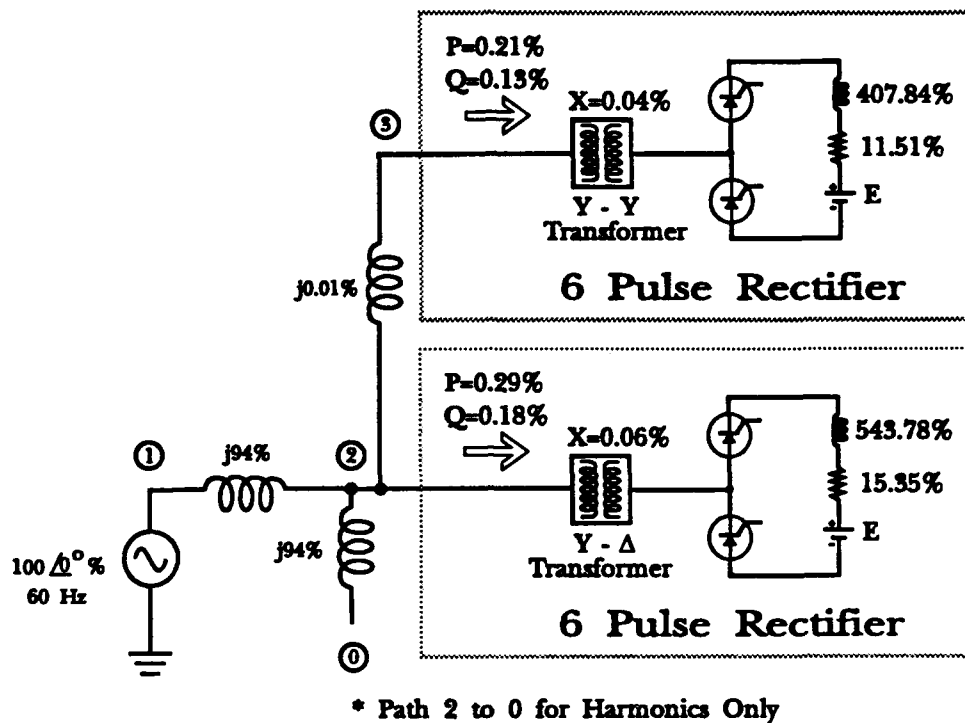 P=0.21%
Q=0.13%
X=0.04%
407.84%
11.51%
E
3
Y - Y
Transformer
j0.01%
6 Pulse Rectifier
P=0.29%
Q=0.18%
X=0.06%
543.78%
15.35%
E
1
j94%
2
j94%
Y - Δ
Transformer
100 /0° %
60 Hz
6 Pulse Rectifier
0
* Path 2 to 0 for Harmonics Only